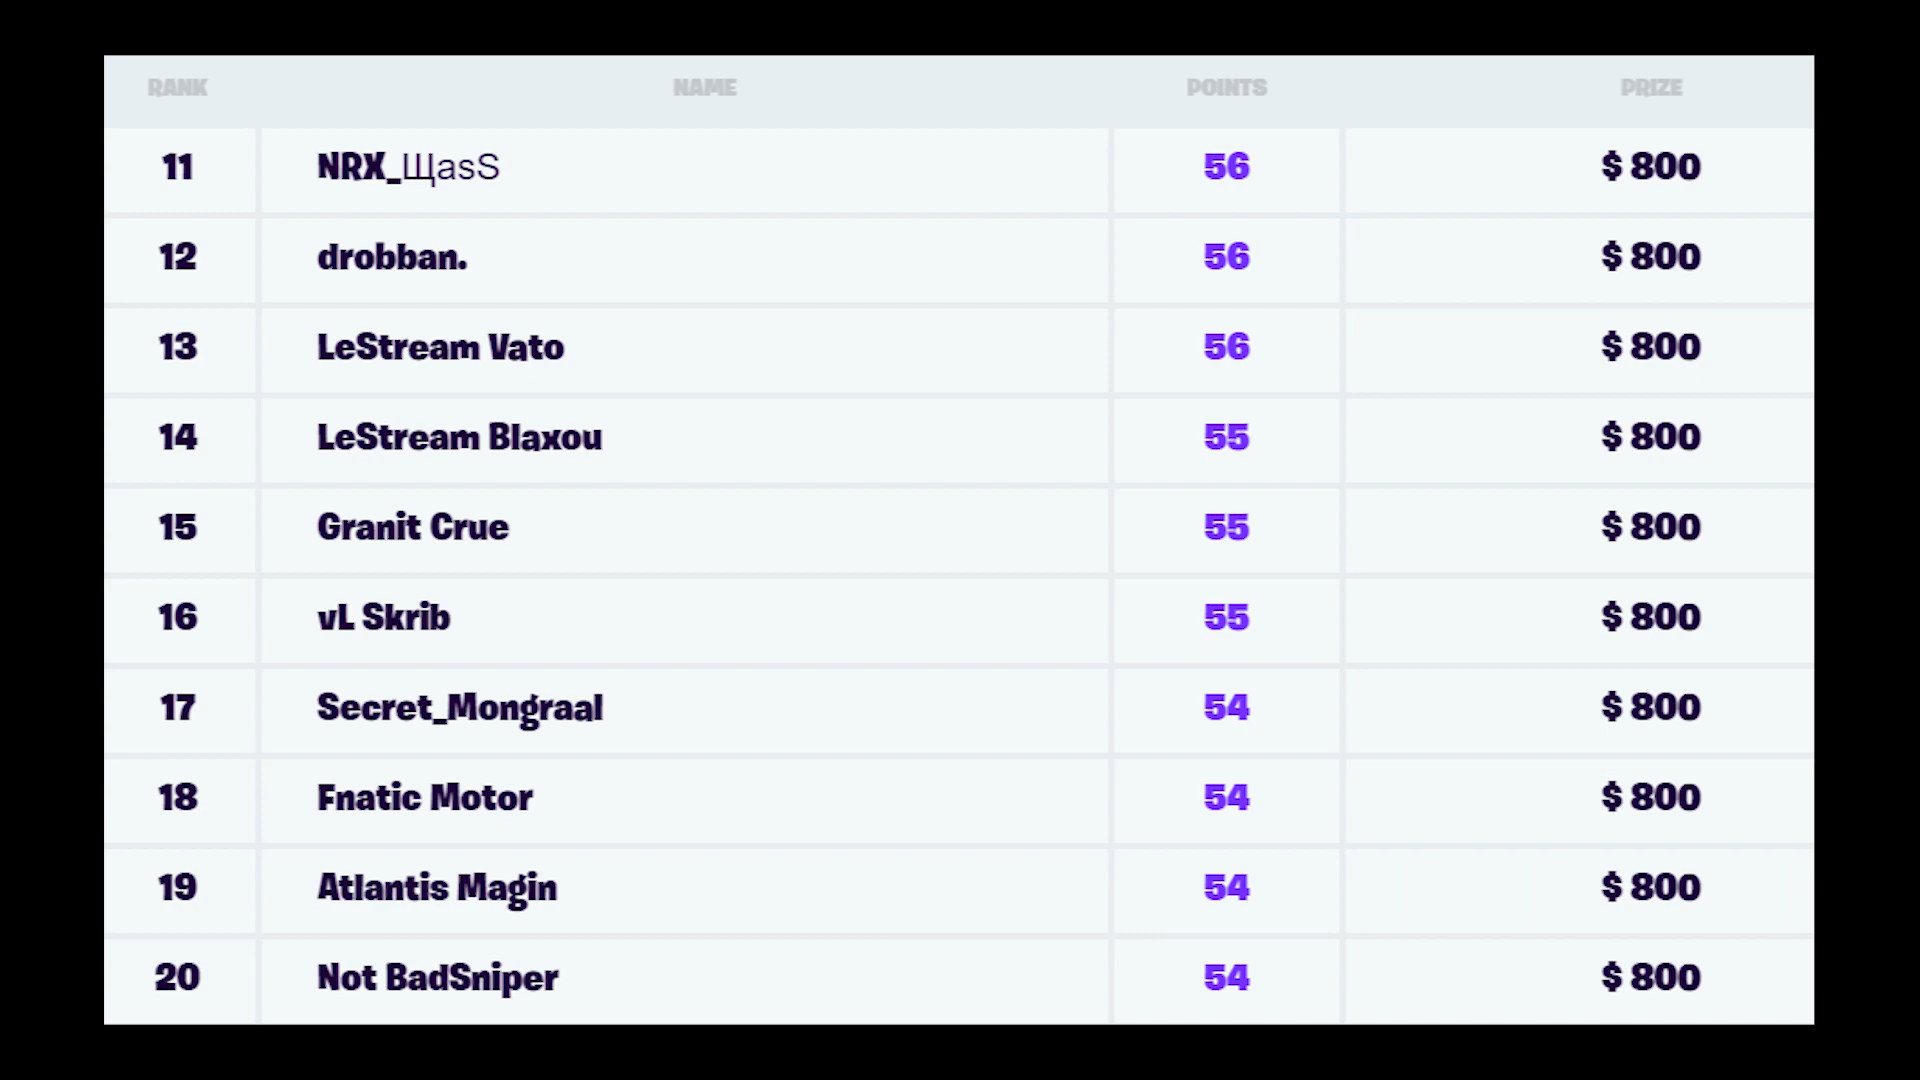 RANK NAME POINTS PRIZE
11 NRX_ЩasS 56 $ 800
12 drobban. 56 $ 800
13 LeStream Vato 56 $ 800
14 LeStream Blaxou 55 $ 800
15 Granit Crue 55 $ 800
16 vL Skrib 55 $ 800
17 Secret_Mongraal 54 $ 800
18 Fnatic Motor 54 $ 800
19 Atlantis Magin 54 $ 800
20 Not BadSniper 54 $ 800